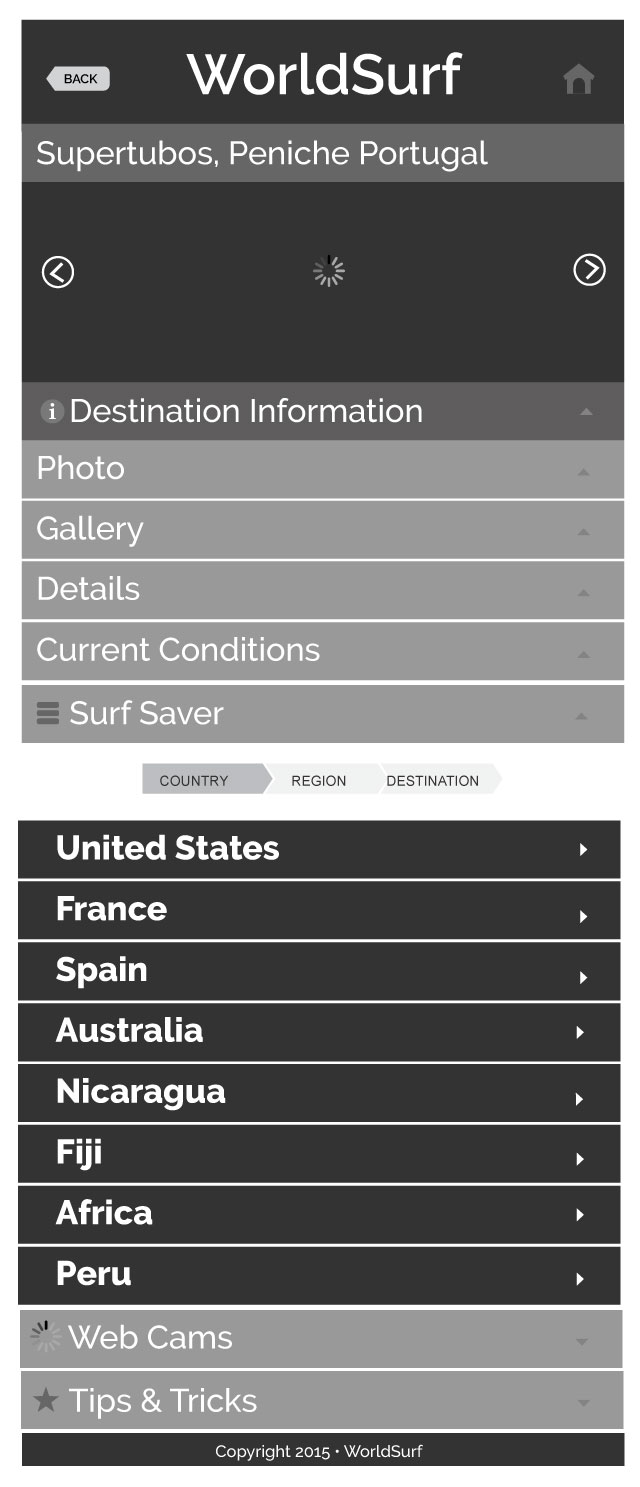 BACK
WorldSurf
Supertubos, Peniche Portugal
i Destination Information
Photo
Gallery
Details
Current Conditions
Surf Saver
COUNTRY REGION DESTINATION
United States
France
Spain
Australia
Nicaragua
Fiji
Africa
Peru
Web Cams
Tips & Tricks
Copyright 2015 • WorldSurf